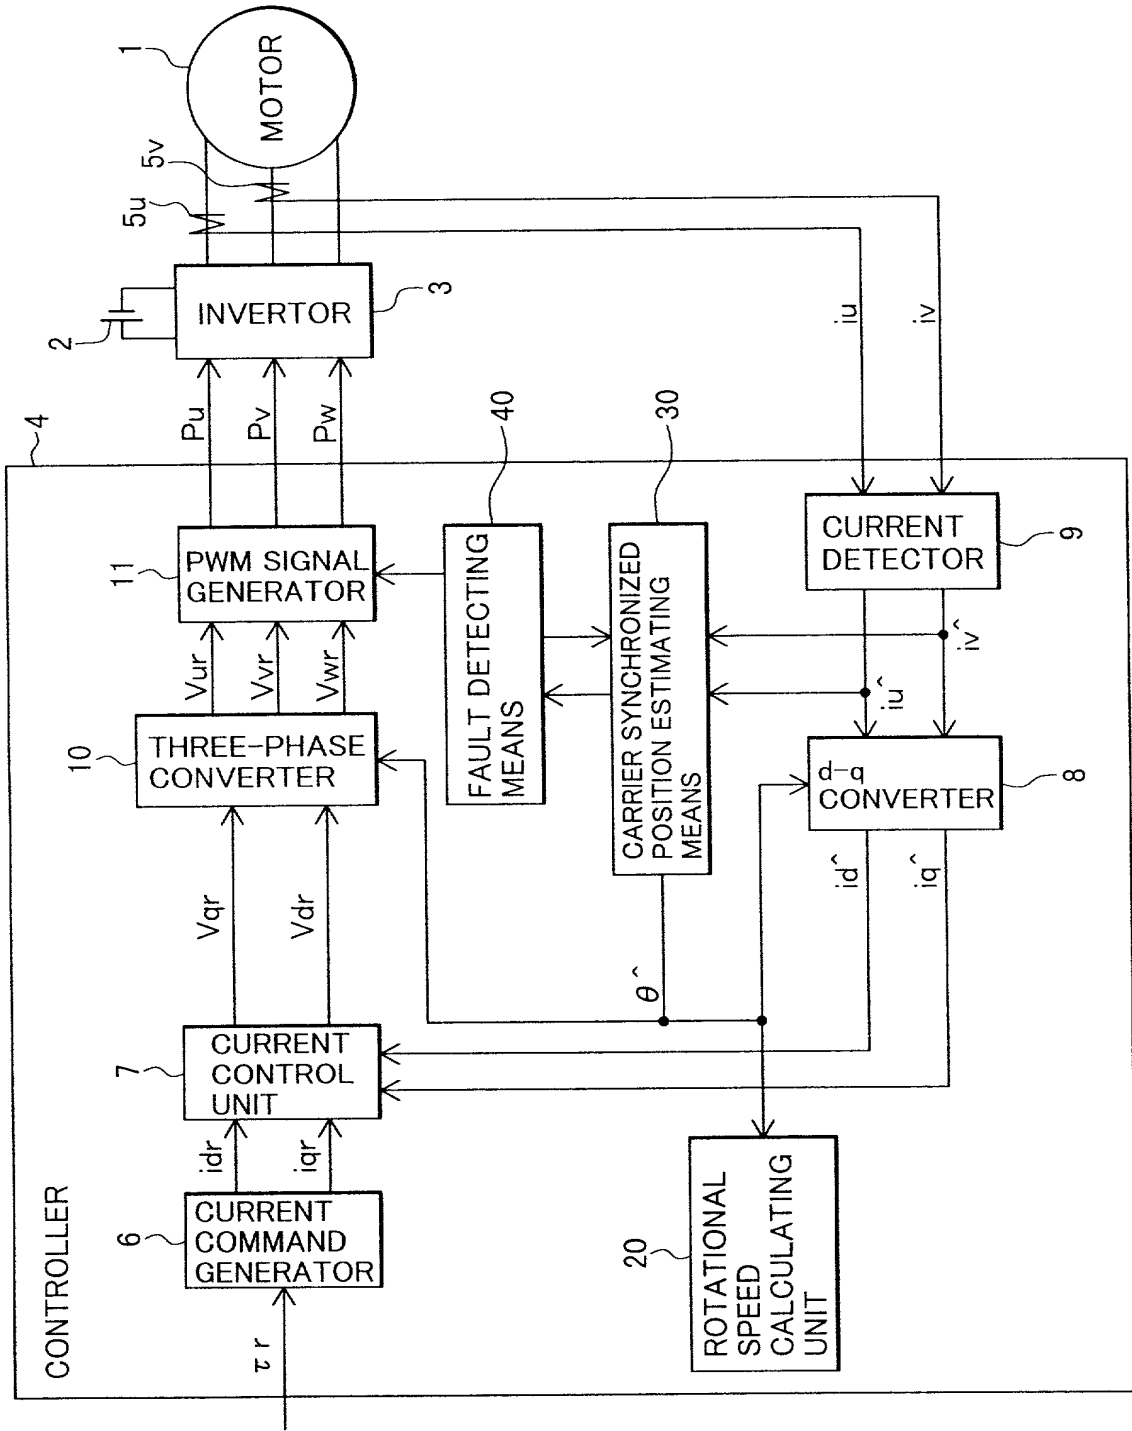 CONTROLLER
4
τr
6
CURRENT
COMMAND
GENERATOR
idr
iqr
7
CURRENT
CONTROL
UNIT
Vqr
Vdr
10
THREE-PHASE
CONVERTER
Vur
Vvr
Vwr
11
PWM SIGNAL
GENERATOR
Pu
Pv
Pw
2
INVERTOR
3
5u
5v
1
MOTOR
FAULT DETECTING
MEANS
40
θ^
CARRIER SYNCHRONIZED
POSITION ESTIMATING
MEANS
30
20
ROTATIONAL
SPEED
CALCULATING
UNIT
id^
iq^
d-q
CONVERTER
8
iu^
iv^
CURRENT
DETECTOR
9
iu
iv